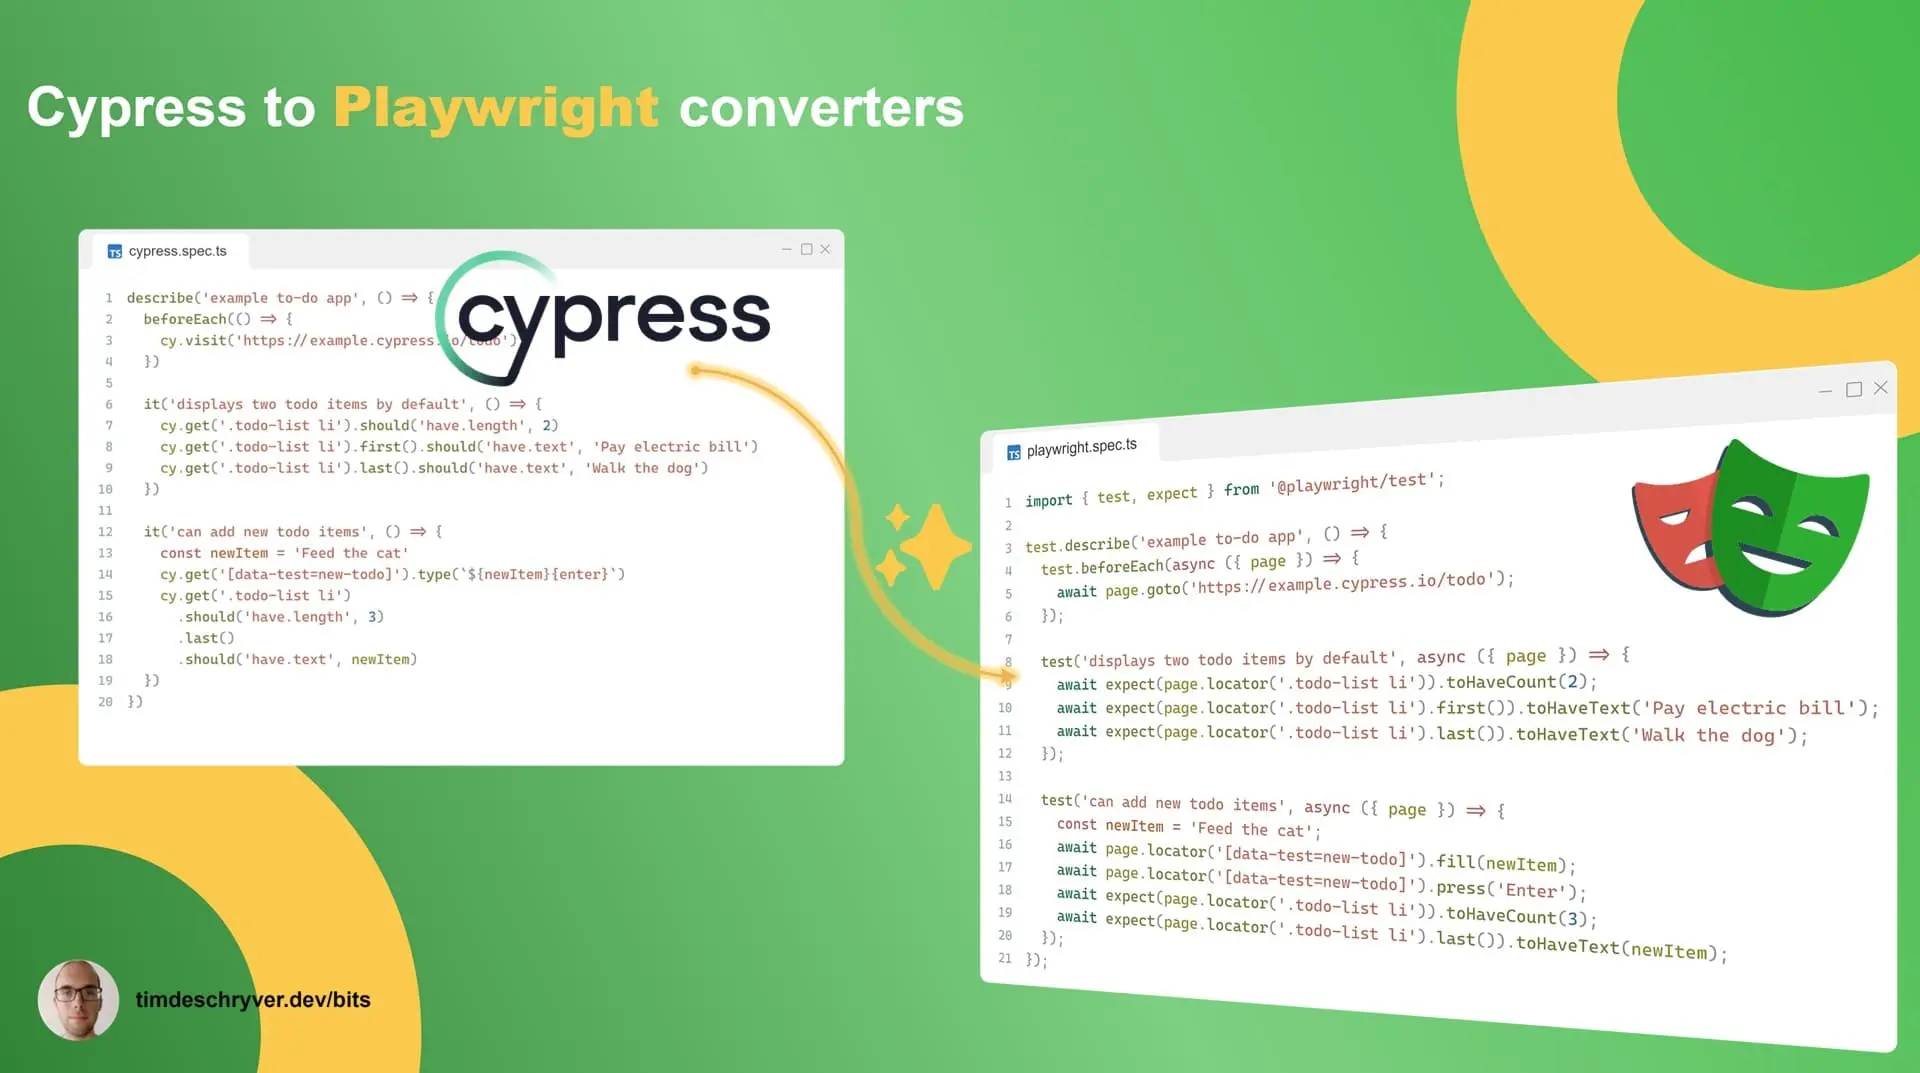 Cypress to Playwright converters
cypress.spec.ts
cypress
1 describe('example to-do app', () => {
2   beforeEach(() => {
3     cy.visit('https://example.cypress.io/todo')
4   })
5
6   it('displays two todo items by default', () => {
7     cy.get('.todo-list li').should('have.length', 2)
8     cy.get('.todo-list li').first().should('have.text', 'Pay electric bill')
9     cy.get('.todo-list li').last().should('have.text', 'Walk the dog')
10   })
11
12   it('can add new todo items', () => {
13     const newItem = 'Feed the cat'
14     cy.get('[data-test=new-todo]').type(`${newItem}{enter}`)
15     cy.get('.todo-list li')
16       .should('have.length', 3)
17       .last()
18       .should('have.text', newItem)
19   })
20 })
playwright.spec.ts
1 import { test, expect } from '@playwright/test';
2
3 test.describe('example to-do app', () => {
4   test.beforeEach(async ({ page }) => {
5     await page.goto('https://example.cypress.io/todo');
6   });
7
8   test('displays two todo items by default', async ({ page }) => {
9     await expect(page.locator('.todo-list li')).toHaveCount(2);
10     await expect(page.locator('.todo-list li').first()).toHaveText('Pay electric bill');
11     await expect(page.locator('.todo-list li').last()).toHaveText('Walk the dog');
12   });
13
14   test('can add new todo items', async ({ page }) => {
15     const newItem = 'Feed the cat';
16     await page.locator('[data-test=new-todo]').fill(newItem);
17     await page.locator('[data-test=new-todo]').press('Enter');
18     await expect(page.locator('.todo-list li')).toHaveCount(3);
19     await expect(page.locator('.todo-list li').last()).toHaveText(newItem);
20   });
21 });
timdeschryver.dev/bits